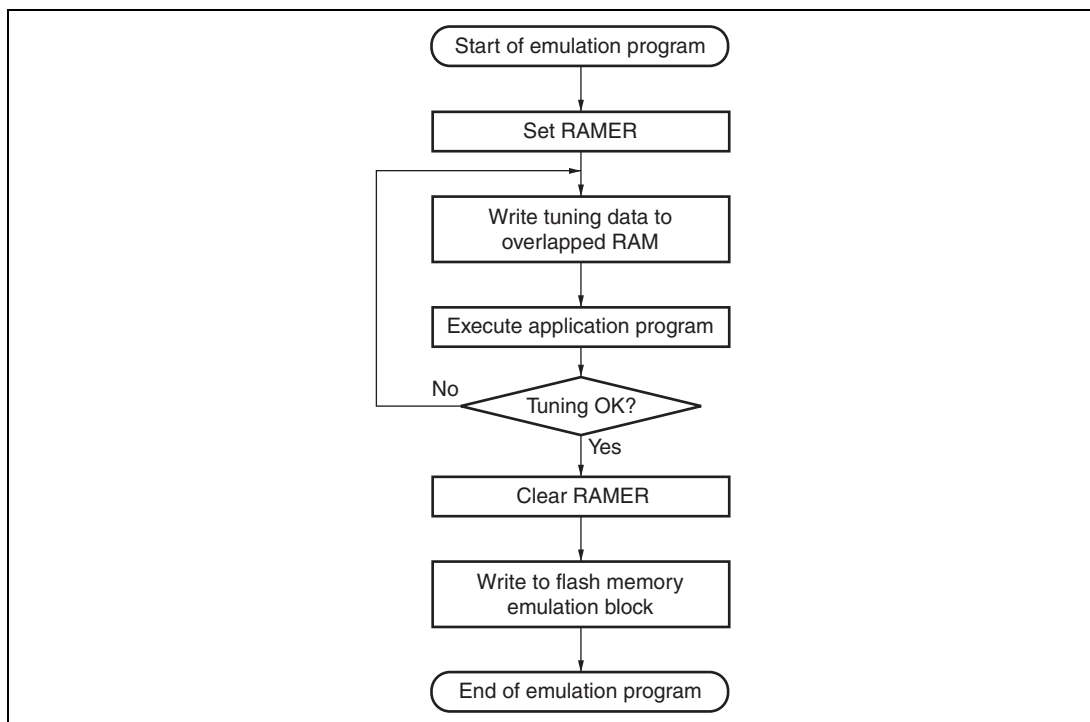 Start of emulation program
Set RAMER
Write tuning data to
overlapped RAM
Execute application program
No
Tuning OK?
Yes
Clear RAMER
Write to flash memory
emulation block
End of emulation program